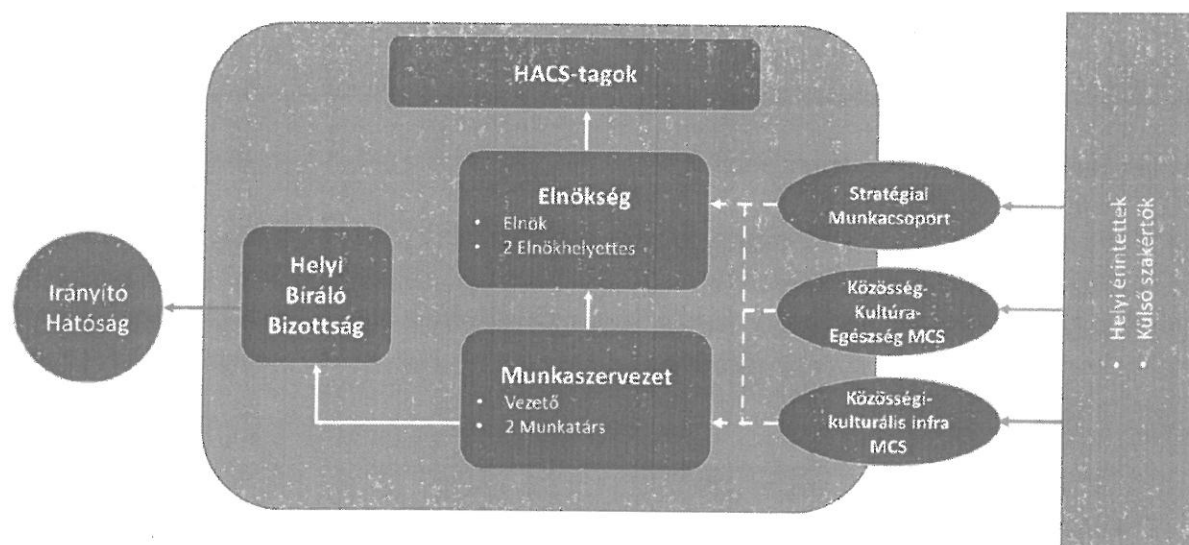 HACS-tagok
Elnökség
• Elnök
• 2 Elnökhelyettes
Helyi
Bíráló
Bizottság
Irányító
Hatóság
Munkaszervezet
• Vezető
• 2 Munkatárs
Stratégiai
Munkacsoport
Közösség-
Kultúra-
Egészség MCS
Közösségi-
kulturális infra
MCS
• Helyi érintettek
• Külső szakértők